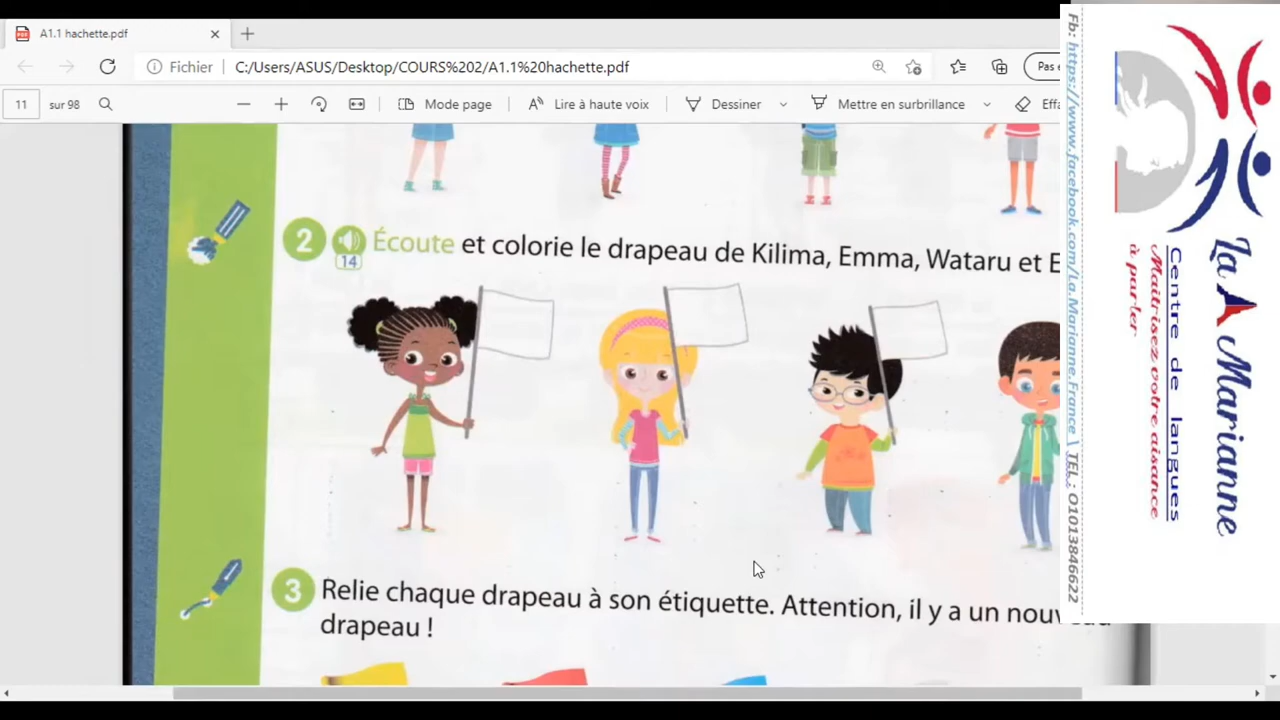 A1.1 hachette.pdf
Fichier
C:/Users/ASUS/Desktop/COURS%202/A1.1%20hachette.pdf
Pas
11
sur 98
Mode page
Lire à haute voix
Dessiner
Mettre en surbrillance
2
Écoute et colorie le drapeau de Kilima, Emma, Wataru et E
14
3
Relie chaque drapeau à son étiquette. Attention, il y a un nouveau
drapeau !
Fb: https://www.facebook.com/La.Marianne.France \ TEL.: 01013846622
La Marianne
Centre de langues
Maîtrisez votre aisance
à parler